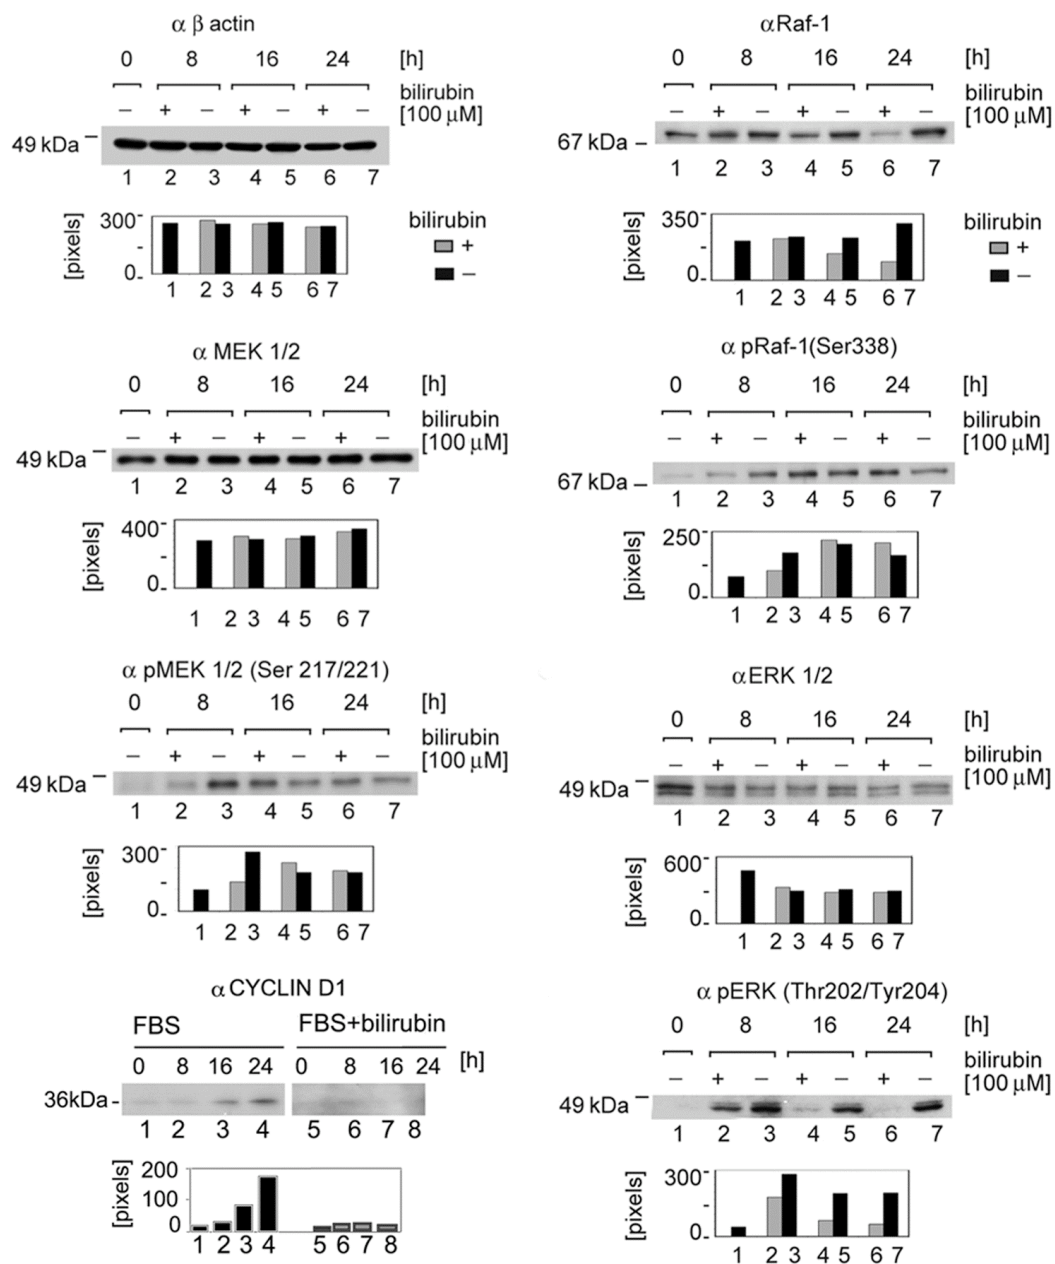 α β actin
0 8 16 24 [h]
bilirubin
– + – + – + – [100 µM]
49 kDa –
1 2 3 4 5 6 7
300-
-
0-
[pixels]
1 2 3 4 5 6 7
bilirubin
+
–
αRaf-1
0 8 16 24 [h]
bilirubin
– + – + – + – [100 µM]
67 kDa –
1 2 3 4 5 6 7
350-
-
0-
[pixels]
1 2 3 4 5 6 7
bilirubin
+
–
α MEK 1/2
0 8 16 24 [h]
bilirubin
– + – + – + – [100 µM]
49 kDa –
1 2 3 4 5 6 7
400-
-
0-
[pixels]
1 2 3 4 5 6 7
α pRaf-1(Ser338)
0 8 16 24 [h]
bilirubin
– + – + – + – [100 µM]
67 kDa –
1 2 3 4 5 6 7
250-
-
0-
[pixels]
1 2 3 4 5 6 7
α pMEK 1/2 (Ser 217/221)
0 8 16 24 [h]
bilirubin
– + – + – + – [100 µM]
49 kDa –
1 2 3 4 5 6 7
300-
-
0-
[pixels]
1 2 3 4 5 6 7
αERK 1/2
0 8 16 24 [h]
bilirubin
– + – + – + – [100 µM]
49 kDa –
1 2 3 4 5 6 7
600-
-
0-
[pixels]
1 2 3 4 5 6 7
α CYCLIN D1
FBS FBS+bilirubin
0 8 16 24 0 8 16 24 [h]
36kDa-
1 2 3 4 5 6 7 8
200
100
0
[pixels]
1 2 3 4 5 6 7 8
α pERK (Thr202/Tyr204)
0 8 16 24 [h]
bilirubin
– + – + – + – [100 µM]
49 kDa –
1 2 3 4 5 6 7
300-
-
0-
[pixels]
1 2 3 4 5 6 7